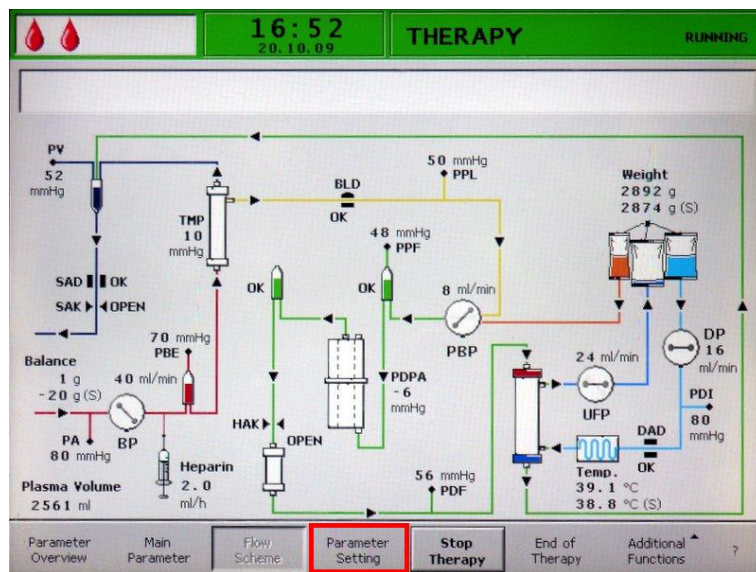 16:52
20.10.09
THERAPY
RUNNING
PV
52
mmHg
TMP
10
mmHg
BLD
OK
50 mmHg
PPL
48 mmHg
PPF
Weight
2892 g
2874 g (S)
SAD OK
SAK OPEN
OK
OK
8 ml/min
PBP
70 mmHg
PBE
Balance
1 g
-20 g (S)
40 ml/min
BP
PA
80 mmHg
PDPA
-6
mmHg
24 ml/min
UFP
DP
16
ml/min
PDI
80
mmHg
HAK
OPEN
DAD
OK
Heparin
2.0
ml/h
56 mmHg
PDF
Temp.
39.1 °C
38.8 °C (S)
Plasma Volume
2561 ml
Parameter
Overview
Main
Parameter
Flow
Scheme
Parameter
Setting
Stop
Therapy
End of
Therapy
Additional
Functions
?